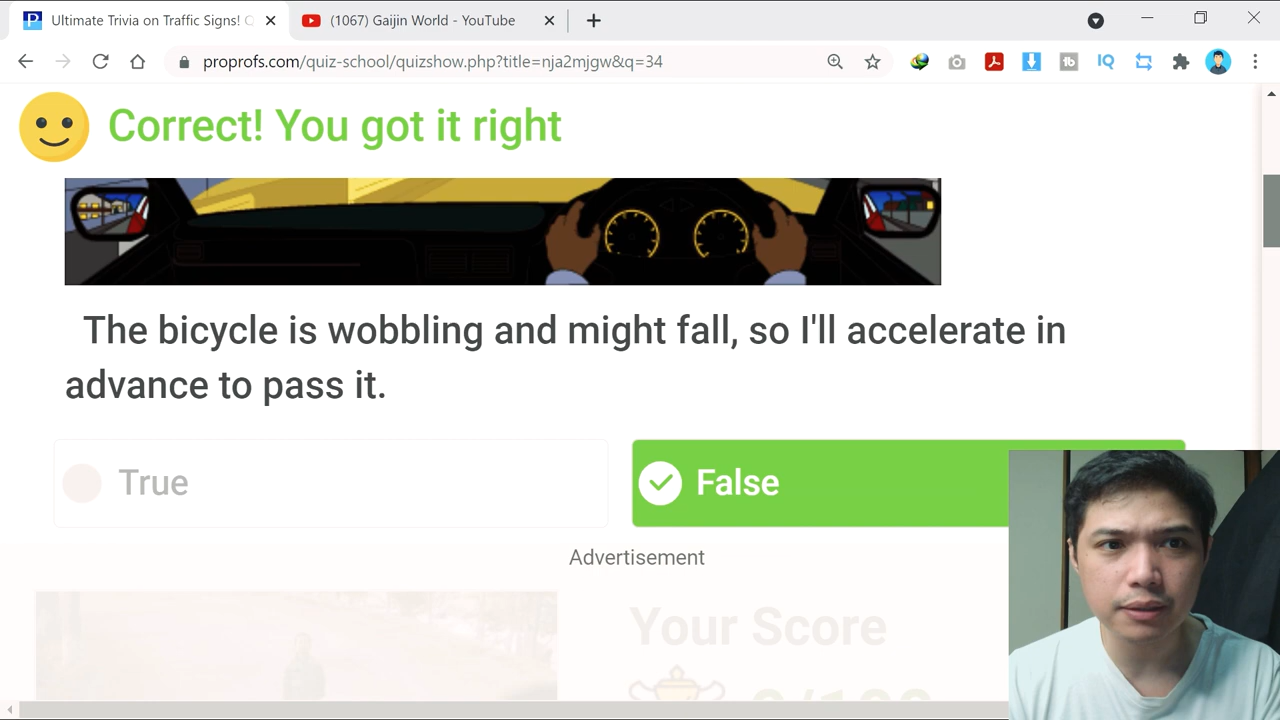 Ultimate Trivia on Traffic Signs! Q
(1067) Gaijin World - YouTube
proprofs.com/quiz-school/quizshow.php?title=nja2mjgw&q=34
tb
IQ
Correct! You got it right
The bicycle is wobbling and might fall, so I'll accelerate in
advance to pass it.
True
False
Advertisement
Your Score